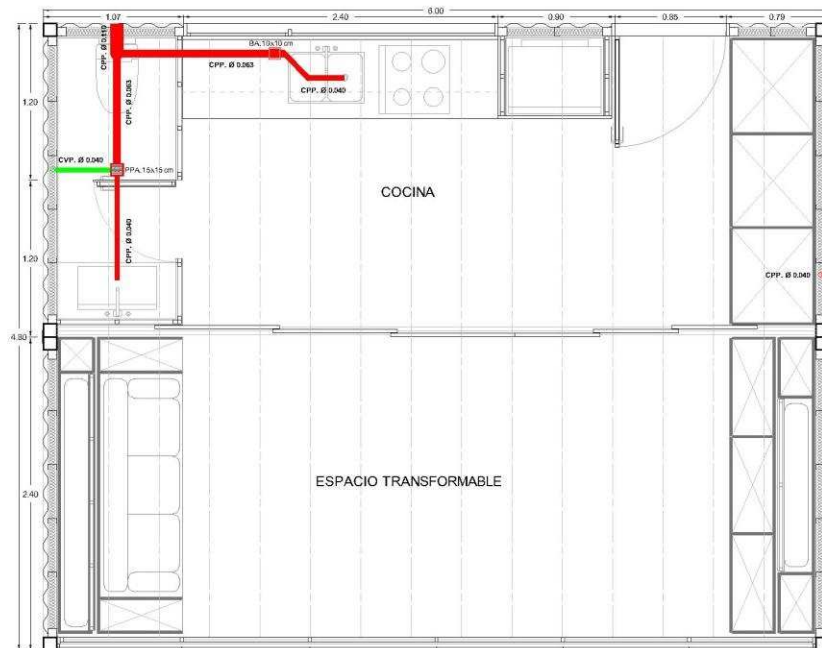 6.00
1.07
2.40
0.90
0.85
0.79
CPP. Ø 0.110
BA.10x10 cm
CPP. Ø 0.063
CPP. Ø 0.063
CPP. Ø 0.040
1.20
CVP. Ø 0.040
PPA.15x15 cm
COCINA
CPP. Ø 0.040
1.20
CPP. Ø 0.040
4.80
ESPACIO TRANSFORMABLE
2.40